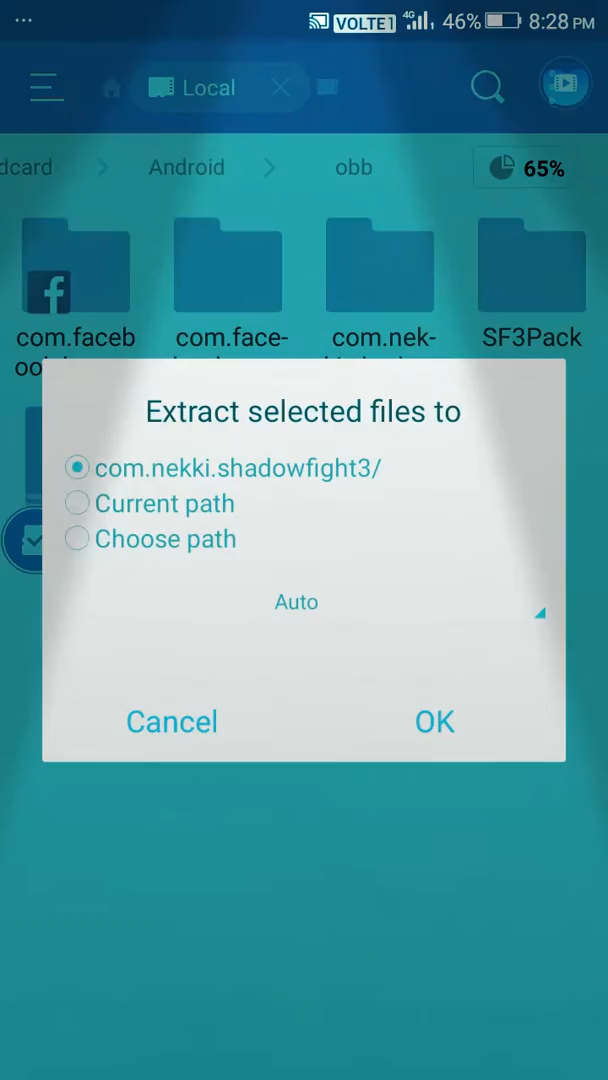 ... VOLTE1 4G 46% 8:28 PM
Local
dcard > Android > obb 65%
com.faceb com.face- com.nek- SF3Pack
Extract selected files to
com.nekki.shadowfight3/
Current path
Choose path
Auto
Cancel OK